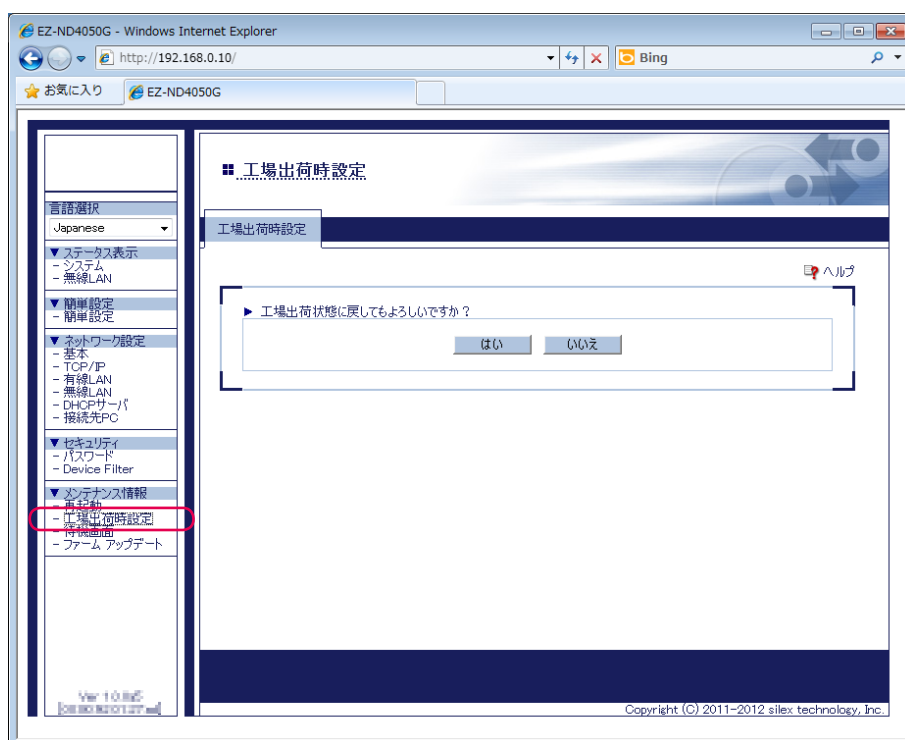 EZ-ND4050G - Windows Internet Explorer
http://192.168.0.10/
Bing
お気に入り
EZ-ND4050G
言語選択
Japanese
▼ ステータス表示
- システム
- 無線LAN
▼ 簡単設定
- 簡単設定
▼ ネットワーク設定
- 基本
- TCP/IP
- 有線LAN
- 無線LAN
- DHCPサーバ
- 接続先PC
▼ セキュリティ
- パスワード
- Device Filter
▼ メンテナンス情報
- 再起動
- 工場出荷時設定
- 待機画面
- ファーム アップデート
工場出荷時設定
工場出荷時設定
ヘルプ
工場出荷状態に戻してもよろしいですか？
はい
いいえ
Copyright (C) 2011-2012 silex technology, Inc.